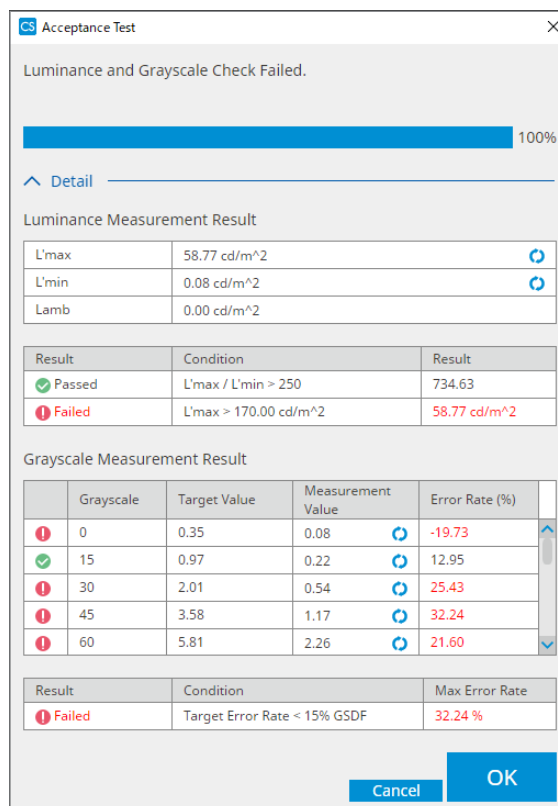 CS Acceptance Test
Luminance and Grayscale Check Failed.
100%
Detail
Luminance Measurement Result
L'max 58.77 cd/m^2
L'min 0.08 cd/m^2
Lamb 0.00 cd/m^2
Result Condition Result
Passed L'max / L'min > 250 734.63
Failed L'max > 170.00 cd/m^2 58.77 cd/m^2
Grayscale Measurement Result
Grayscale Target Value Measurement Value Error Rate (%)
0 0.35 0.08 -19.73
15 0.97 0.22 12.95
30 2.01 0.54 25.43
45 3.58 1.17 32.24
60 5.81 2.26 21.60
Result Condition Max Error Rate
Failed Target Error Rate < 15% GSDF 32.24 %
Cancel OK